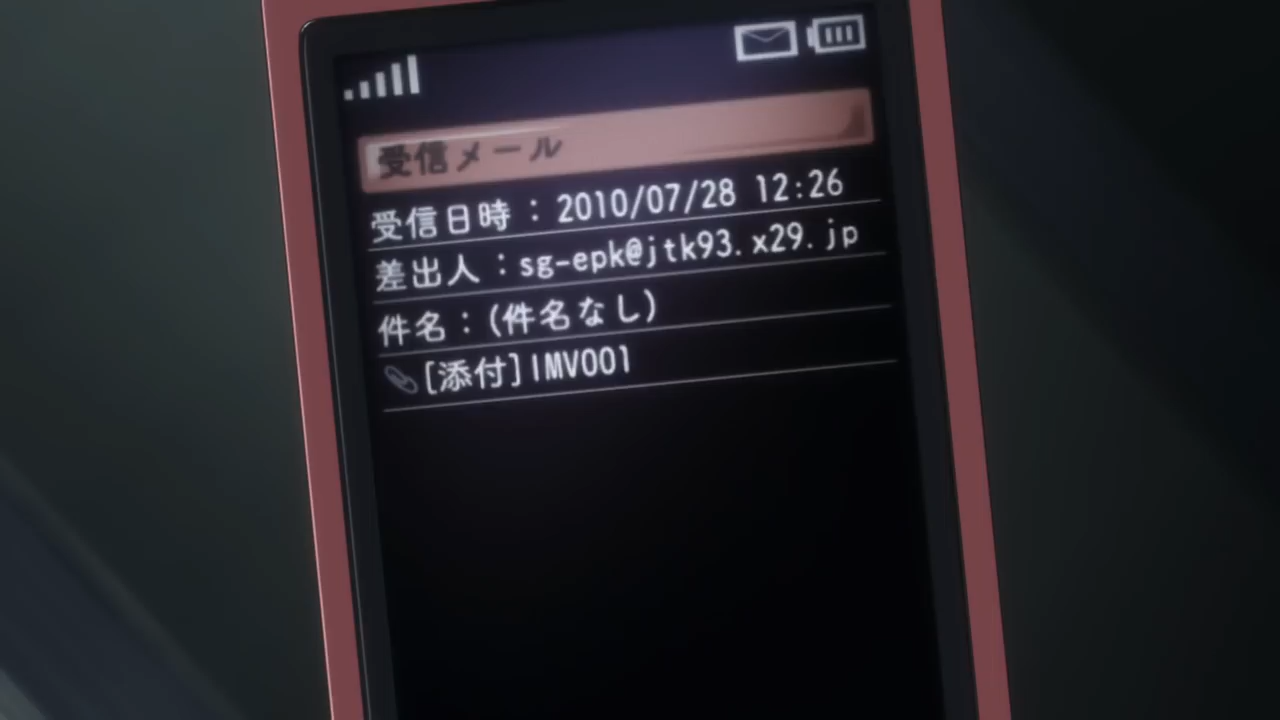 受信メール
受信日時：2010/07/28 12:26
差出人：sg-epk@jtk93.x29.jp
件名：(件名なし)
[添付]IMV001